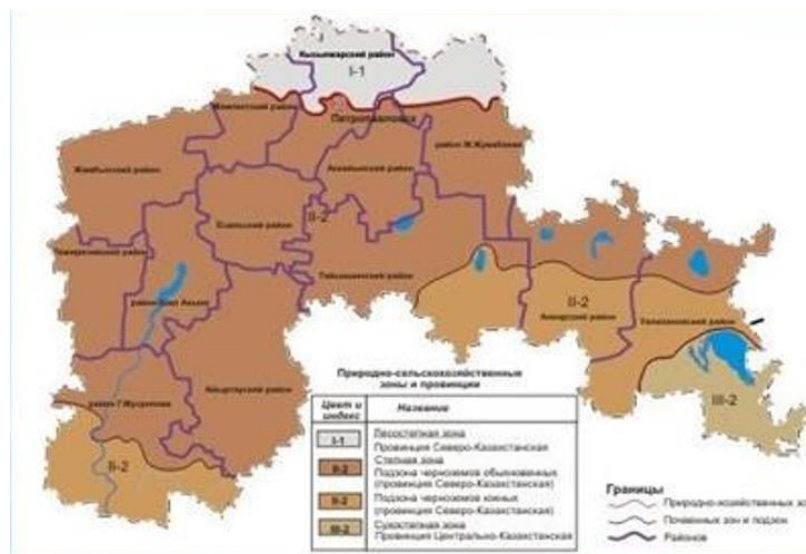 Кызылжарский район
I-1
Мамлютский район
Петропавловск
район М.Жумабаева
Жамбылский район
Аккайынский район
Есильский район
II-2
Тайыншинский район
район Шал Акына
II-2
Акжарский район
Уалихановский район
III-2
Айыртауский район
район Г.Мусрепова
II-2
Природно-сельскохозяйственные
зоны и провинции
Цвет и
индекс
Название
I-1
Лесостепная зона
Провинция Северо-Казахстанская
II-2
Степная зона
Подзона черноземов обыкновенных
(провинция Северо-Казахстанская)
II-2
Подзона черноземов южных
(провинция Северо-Казахстанская)
III-2
Сухостепная зона
Провинция Центрально-Казахстанская
Границы
Природно-хозяйственных зо
Почвенных зон и подзон
Районов